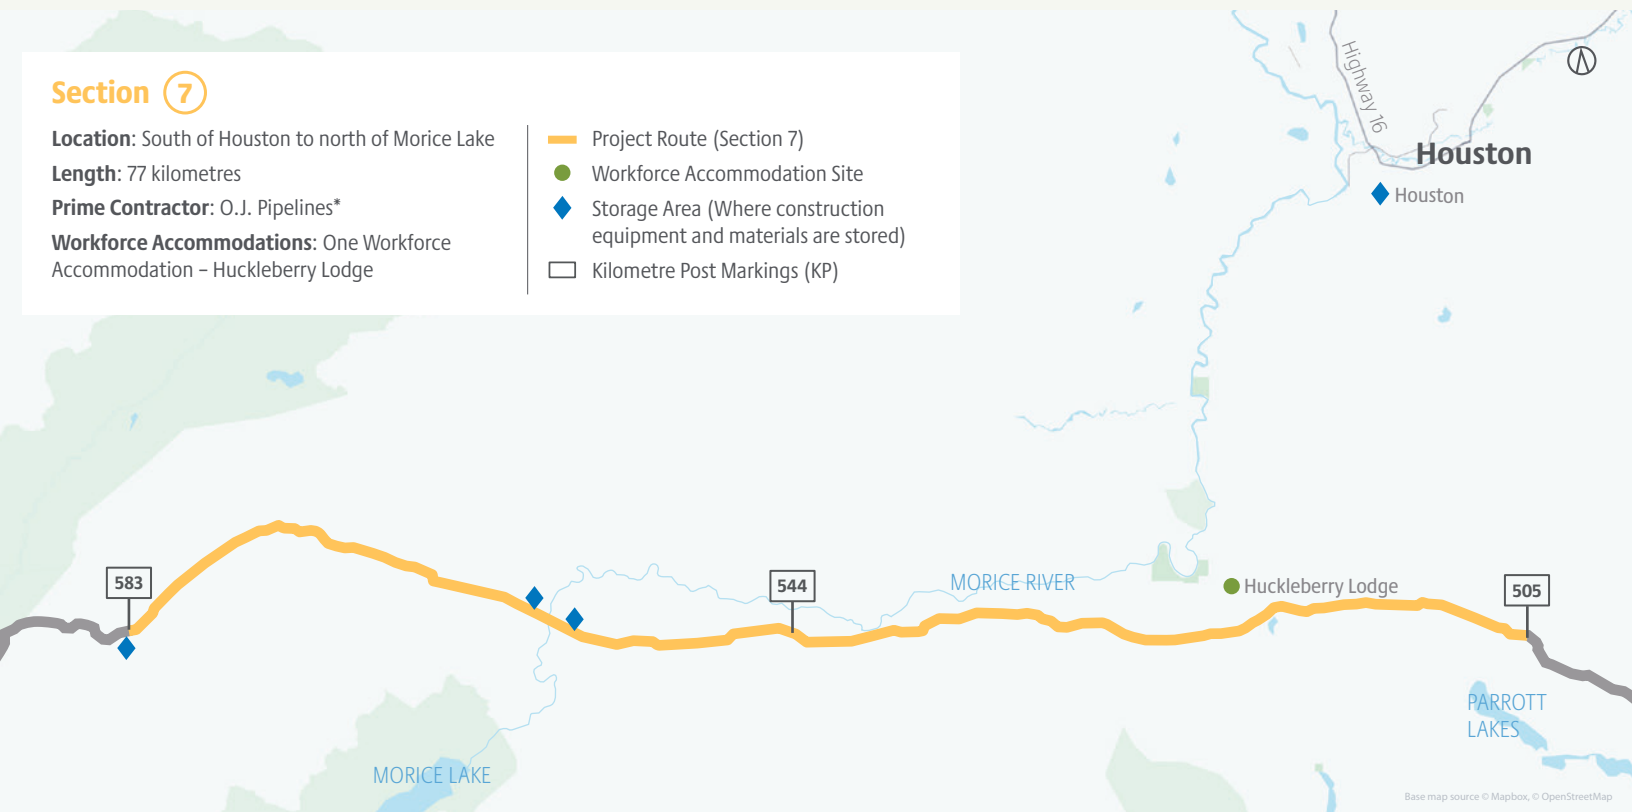 Section 7
Location: South of Houston to north of Morice Lake
Length: 77 kilometres
Prime Contractor: O.J. Pipelines*
Workforce Accommodations: One Workforce
Accommodation – Huckleberry Lodge
Project Route (Section 7)
Workforce Accommodation Site
Storage Area (Where construction
equipment and materials are stored)
Kilometre Post Markings (KP)
Highway 16
Houston
Houston
583
544
MORICE RIVER
Huckleberry Lodge
505
PARROTT
LAKES
MORICE LAKE
Base map source © Mapbox, © OpenStreetMap